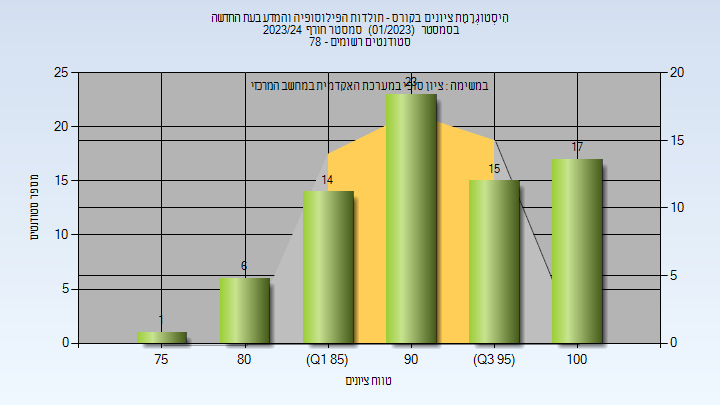 היסטוגרמת ציונים בקורס - תולדות הפילוסופיה והמדע בעת החדשה
בסמסטר (01/2023) סמסטר חורף 2023/24
סטודנטים רשומים - 78
במשימה : ציון סופי במערכת האקדמית במחשב המרכזי
25
20
15
10
5
0
20
15
10
5
0
מספר סטודנטים
1
6
14
23
15
17
75
80
(Q1 85)
90
(Q3 95)
100
טווח ציונים